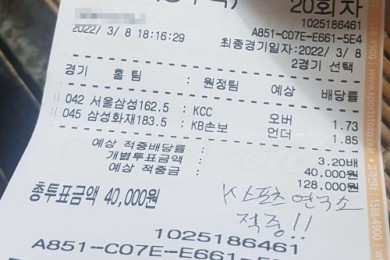 20회차
1025186461
2022/ 3/ 8 18:16:29 A851-C07E-E661-5E4
최종경기일자:2022/ 3/ 8
2경기 선택
경기 홈 팀 원정팀 예상 배당률
042 서울삼성162.5 : KCC 오버 1.73
045 삼성화재183.5 : KB손보 언더 1.85
예상 적중배당률 : 3.20배
개별투표금액 : 40,000원
예상 적중금 : 128,000원
총투표금액 40,000원
적중!!
1025186461
A851-C07E-E661-5E4